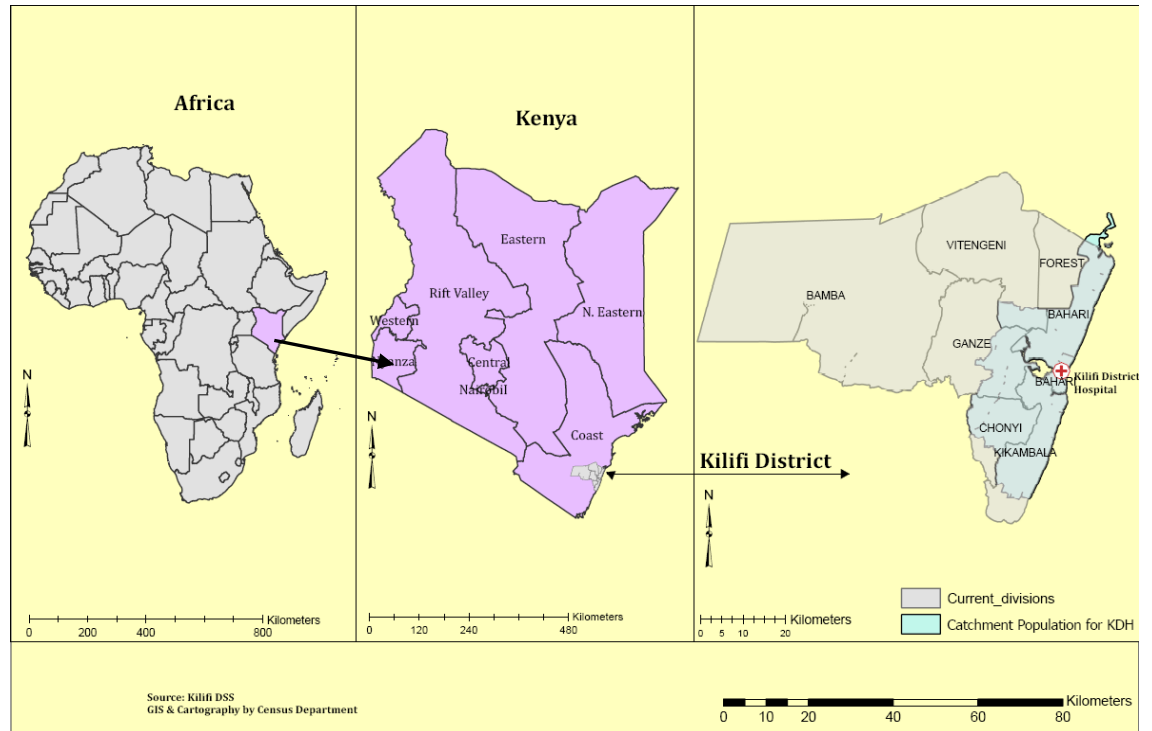 Africa
N
0 200 400 800 Kilometers
Kenya
Eastern
Rift Valley
N. Eastern
Western
Central
Coast
N
0 120 240 480 Kilometers
VITENGENI
FOREST
BAMBA
BAHARI
GANZE
BAHARI
Kilifi District
Hospital
CHONYI
KIKAMBALA
Kilifi District
N
Current_divisions
Catchment Population for KDH
0 5 10 20 Kilometers
Source: Kilifi DSS
GIS & Cartography by Census Department
0 10 20 40 60 80 Kilometers